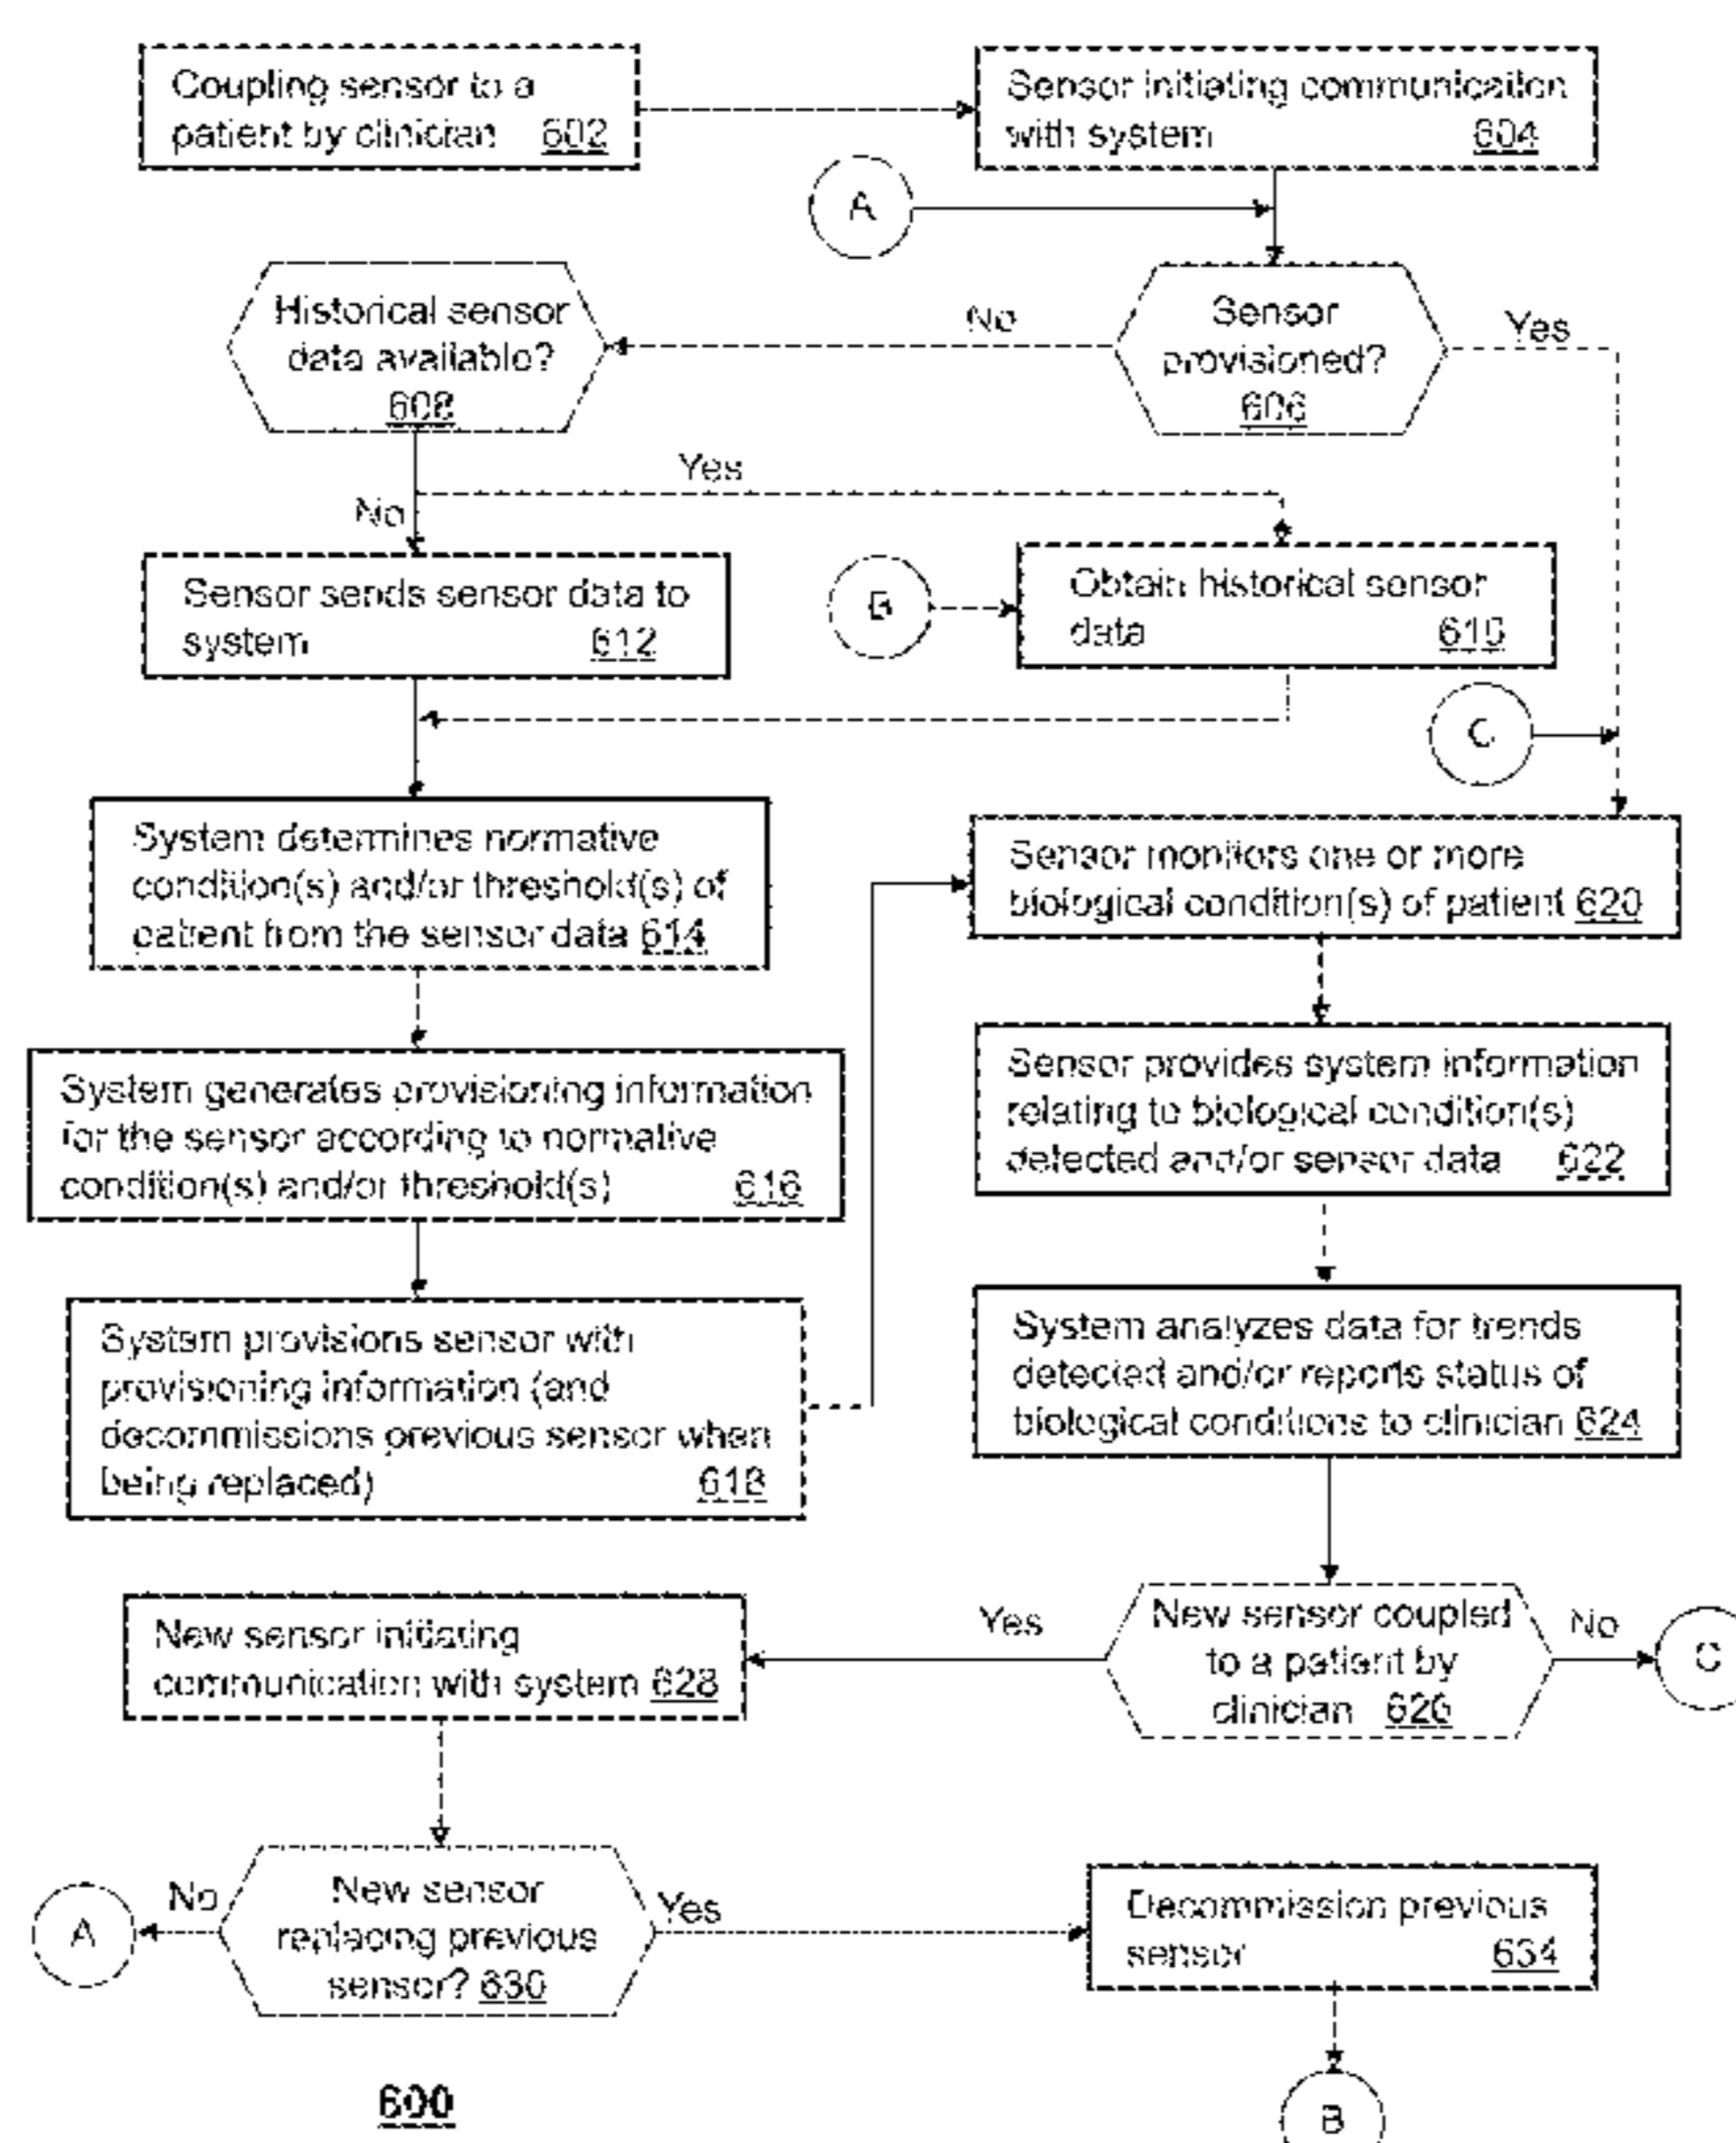 Coupling sensor to a
patient by clinician 602
Sensor initiating communication
with system 604
A
Historical sensor
data available?
608
No
Sensor
provisioned?
606
Yes
Yes
No
Sensor sends sensor data to
system 612
B
Obtain historical sensor
data 610
C
System determines normative
condition(s) and/or threshold(s) of
patient from the sensor data 614
Sensor monitors one or more
biological condition(s) of patient 620
System generates provisioning information
for the sensor according to normative
condition(s) and/or threshold(s) 616
Sensor provides system information
relating to biological condition(s)
detected and/or sensor data 622
System provisions sensor with
provisioning information (and
decommissions previous sensor when
being replaced) 618
System analyzes data for trends
detected and/or reports status of
biological conditions to clinician 624
New sensor initiating
communication with system 628
Yes
New sensor coupled
to a patient by
clinician 626
No
C
A
No
New sensor
replacing previous
sensor? 630
Yes
Decommission previous
sensor 634
B
600